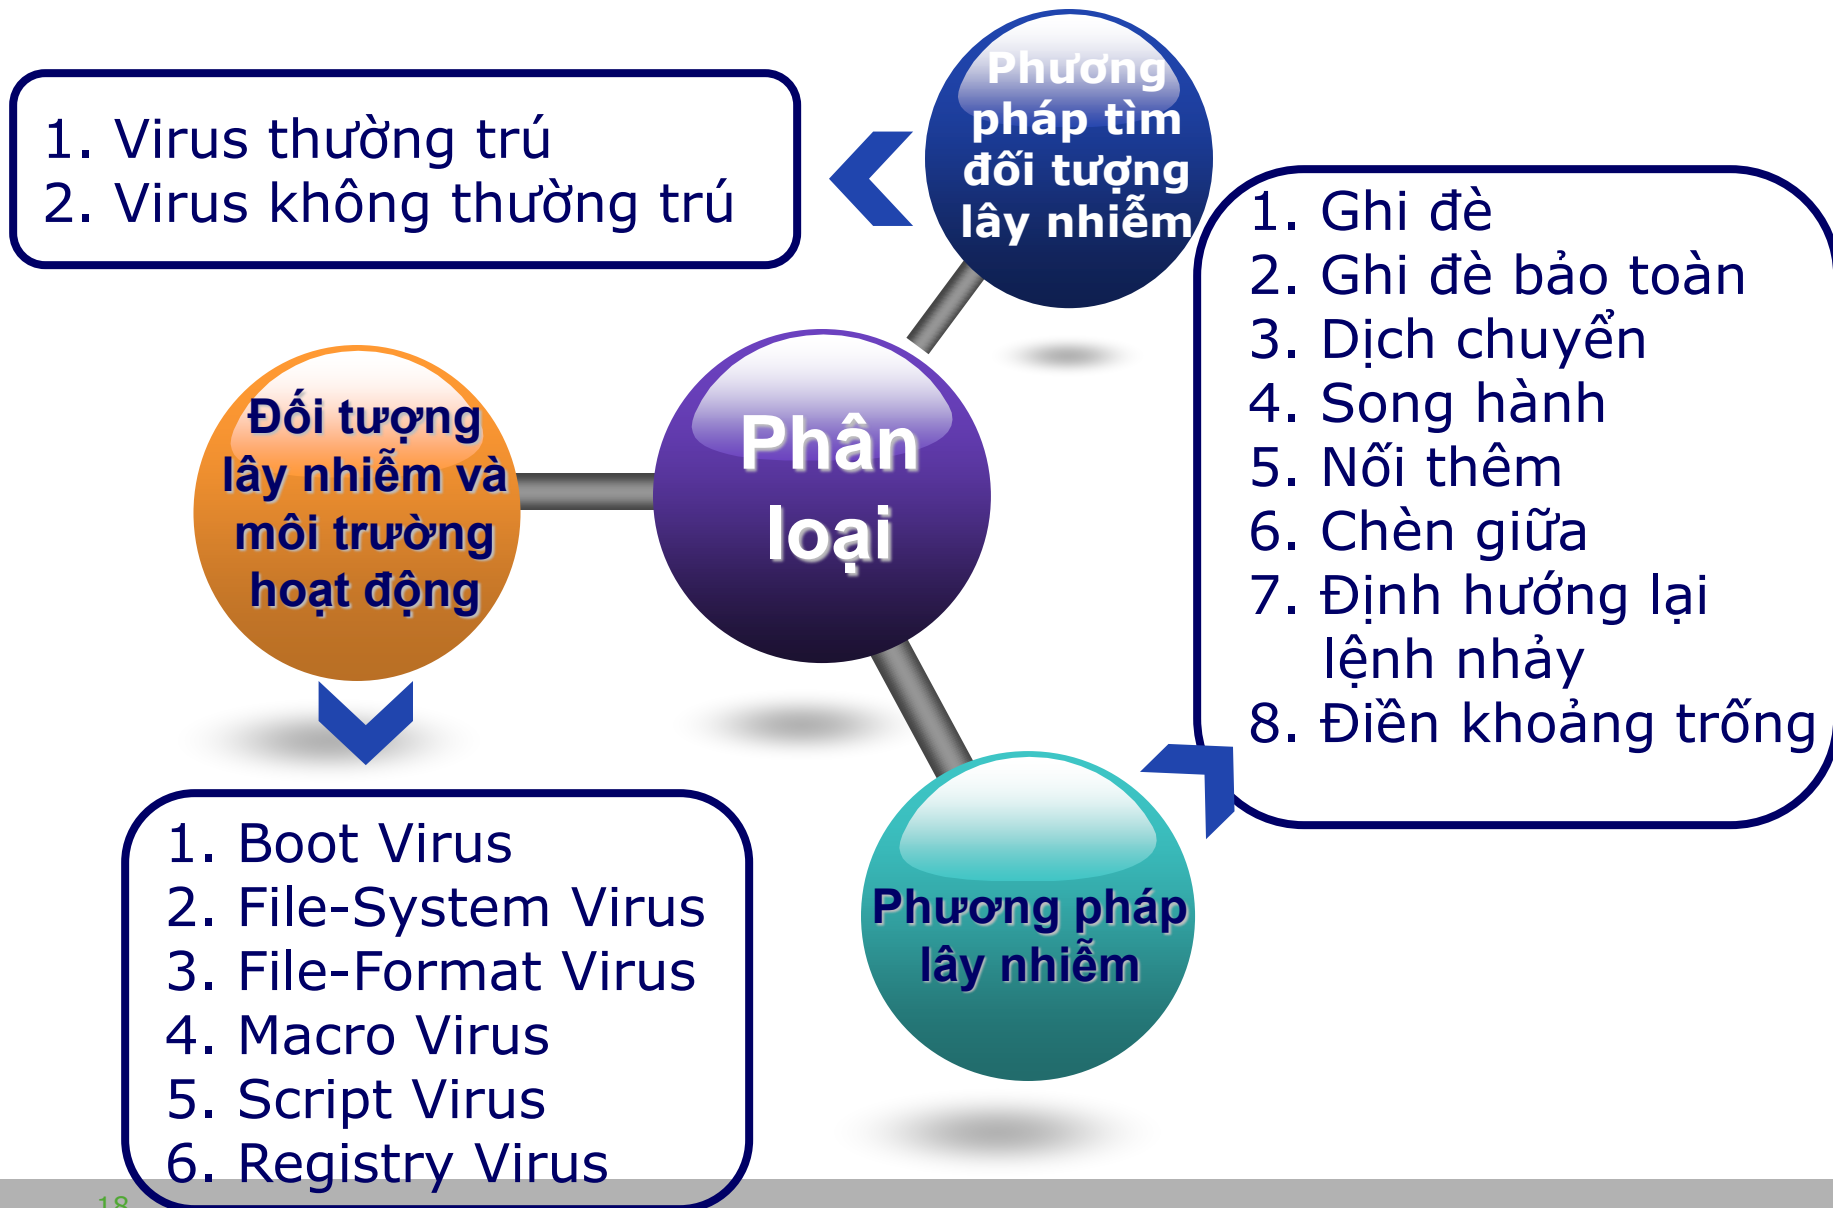 Phương
pháp tìm
đối tượng
lây nhiễm
1. Virus thường trú
2. Virus không thường trú
1. Ghi đè
2. Ghi đè bảo toàn
3. Dịch chuyển
4. Song hành
5. Nối thêm
6. Chèn giữa
7. Định hướng lại
lệnh nhảy
8. Điền khoảng trống
Đối tượng
lây nhiễm và
môi trường
hoạt động
Phân
loại
Phương pháp
lây nhiễm
1. Boot Virus
2. File-System Virus
3. File-Format Virus
4. Macro Virus
5. Script Virus
6. Registry Virus
18